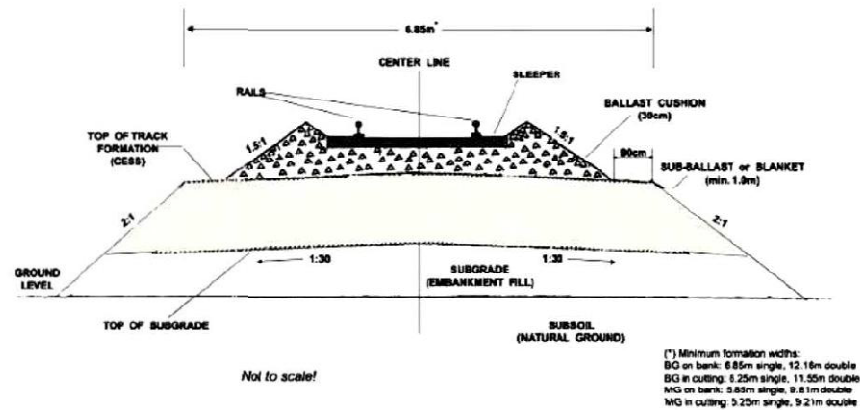 6.85m*
CENTER LINE
SLEEPER
RAILS
BALLAST CUSHION
(30cm)
TOP OF TRACK
FORMATION
(CESS)
1.5:1
1.5:1
90cm
SUB-BALLAST or BLANKET
(min. 1.0m)
2:1
2:1
1:30
1:30
GROUND
LEVEL
SUBGRADE
(EMBANKMENT FILL)
TOP OF SUBGRADE
SUBSOIL
(NATURAL GROUND)
Not to scale!
(*) Minimum formation widths:
BG on bank: 6.85m single, 12.16m double
BG in cutting: 6.25m single, 11.55m double
MG on bank: 5.85m single, 9.81m double
MG in cutting: 5.25m single, 9.21m double